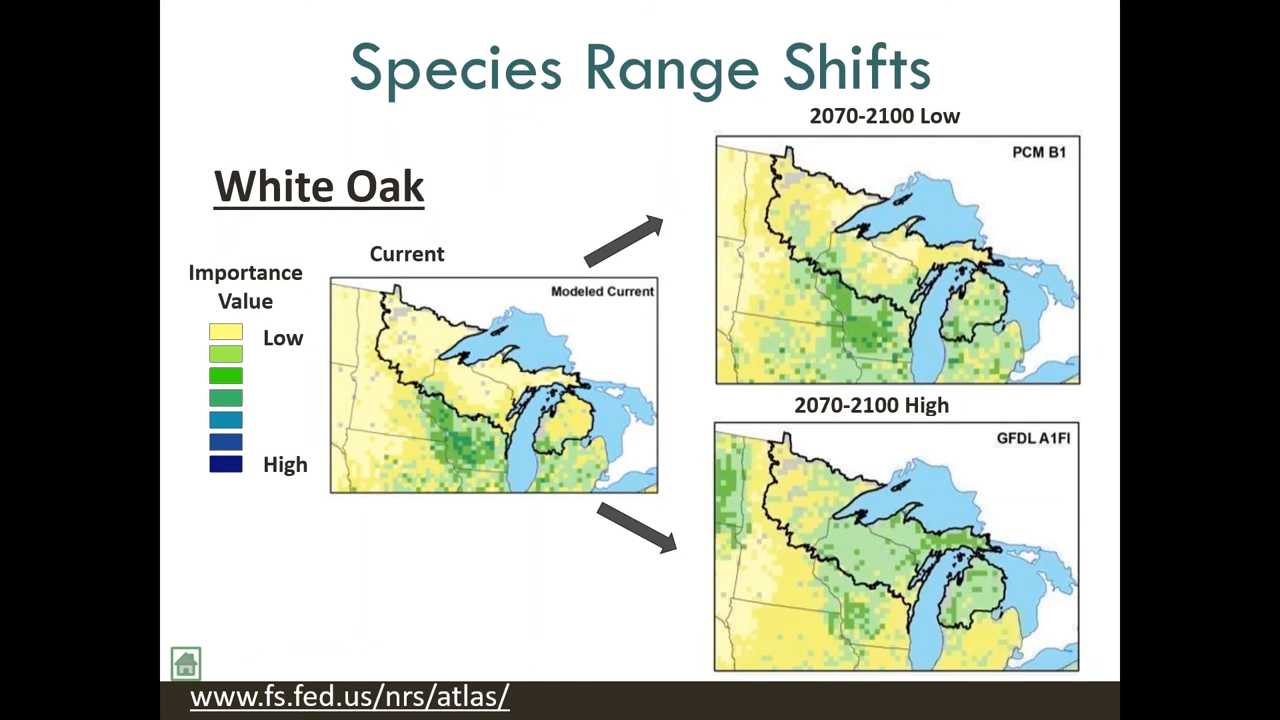 Species Range Shifts
White Oak
Current
Importance
Value
Low
High
Modeled Current
2070-2100 Low
PCM B1
2070-2100 High
GFDL A1FI
www.fs.fed.us/nrs/atlas/